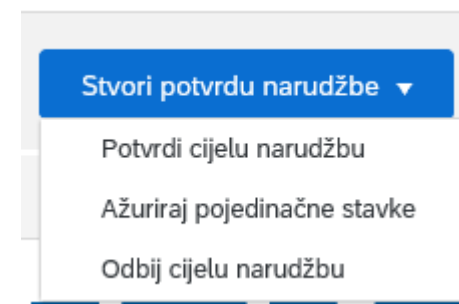 Stvori potvrdu narudžbe
Potvrdi cijelu narudžbu
Ažuriraj pojedinačne stavke
Odbij cijelu narudžbu